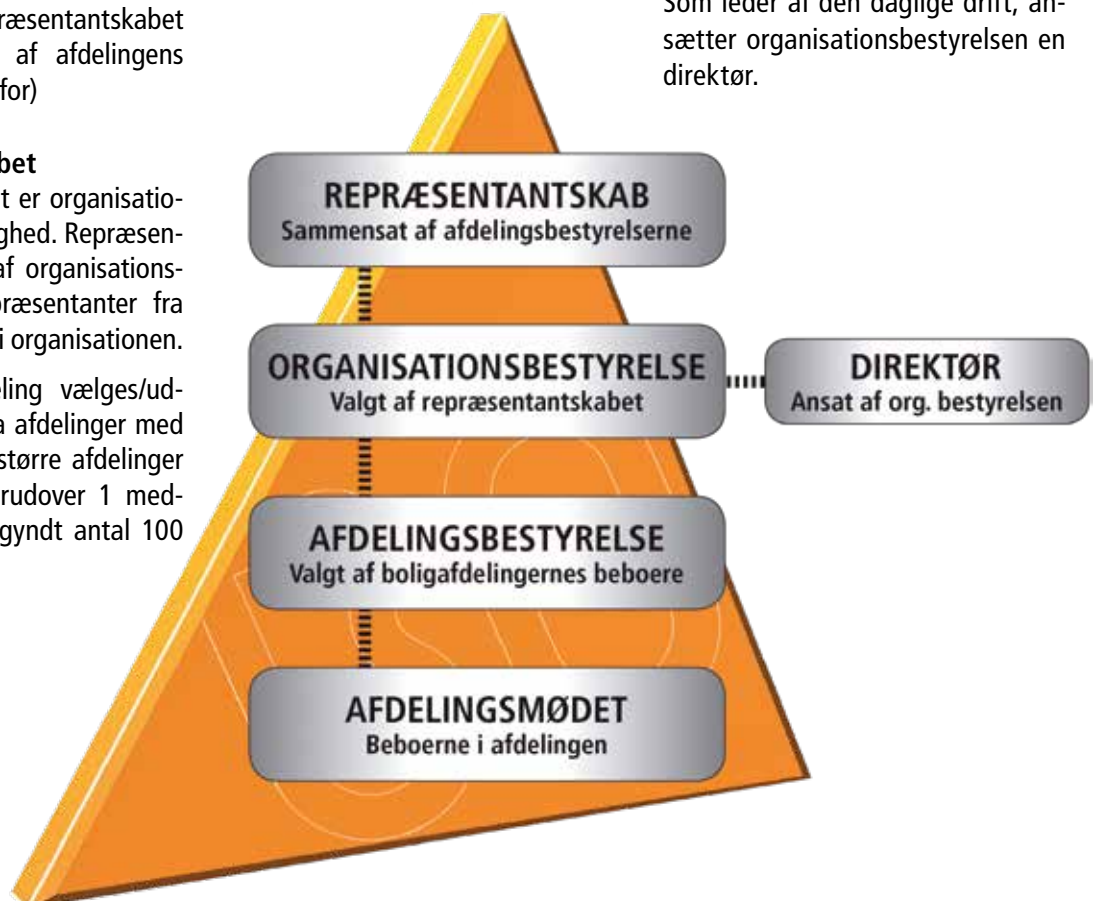 præsentantskabet
af afdelingens
for)
bet
t er organisatio-
ghed. Repræsen-
af organisations-
præsentanter fra
i organisationen.
eling vælges/ud-
a afdelinger med
større afdelinger
rudover 1 med-
gyndt antal 100
Som leder af den daglige drift, an-
sætter organisationsbestyrelsen en
direktør.
REPRÆSENTANTSKAB
Sammensat af afdelingsbestyrelserne
ORGANISATIONSBESTYRELSE
Valgt af repræsentantskabet
DIREKTØR
Ansat af org. bestyrelsen
AFDELINGSBESTYRELSE
Valgt af boligafdelingernes beboere
AFDELINGSMØDET
Beboerne i afdelingen